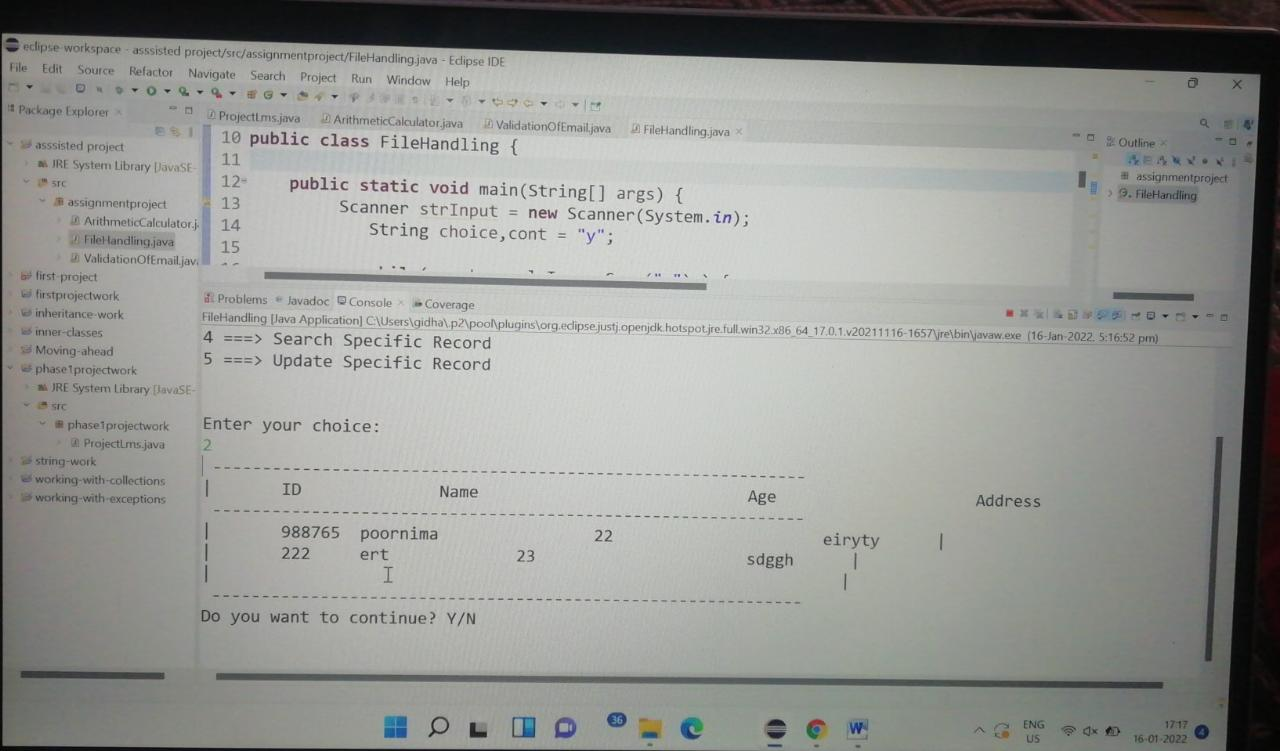 eclipse-workspace - asssisted project/src/assignmentproject/FileHandling.java - Eclipse IDE
File Edit Source Refactor Navigate Search Project Run Window Help
Package Explorer
asssisted project
JRE System Library [JavaSE-
src
assignmentproject
ArithmeticCalculator.j
FileHandling.java
ValidationOfEmail.jav
first-project
firstprojectwork
inheritance-work
inner-classes
Moving-ahead
phase1projectwork
JRE System Library [JavaSE-
src
phase1projectwork
ProjectLms.java
string-work
working-with-collections
working-with-exceptions
ProjectLms.java ArithmeticCalculator.java ValidationOfEmail.java FileHandling.java
10 public class FileHandling {
11
12 public static void main(String[] args) {
13 Scanner strInput = new Scanner(System.in);
14 String choice,cont = "y";
15
Outline
assignmentproject
FileHandling
Problems Javadoc Console Coverage
FileHandling [Java Application] C:\Users\gidha\.p2\pool\plugins\org.eclipse.justj.openjdk.hotspot.jre.full.win32.x86_64_17.0.1.v20211116-1657\jre\bin\javaw.exe (16-Jan-2022, 5:16:52 pm)
4 ===> Search Specific Record
5 ===> Update Specific Record
Enter your choice:
2
| ID Name Age Address
| 988765 poornima 22 eiryty |
| 222 ert 23 sdggh |
| |
Do you want to continue? Y/N
36
ENG
US
17:17
16-01-2022
4